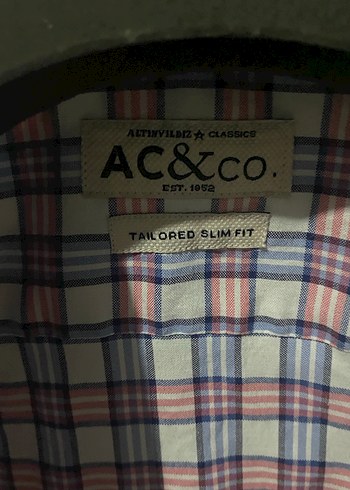 ALTINYILDIZ ★ CLASSICS
AC&CO.
EST. 1952
TAILORED SLIM FIT